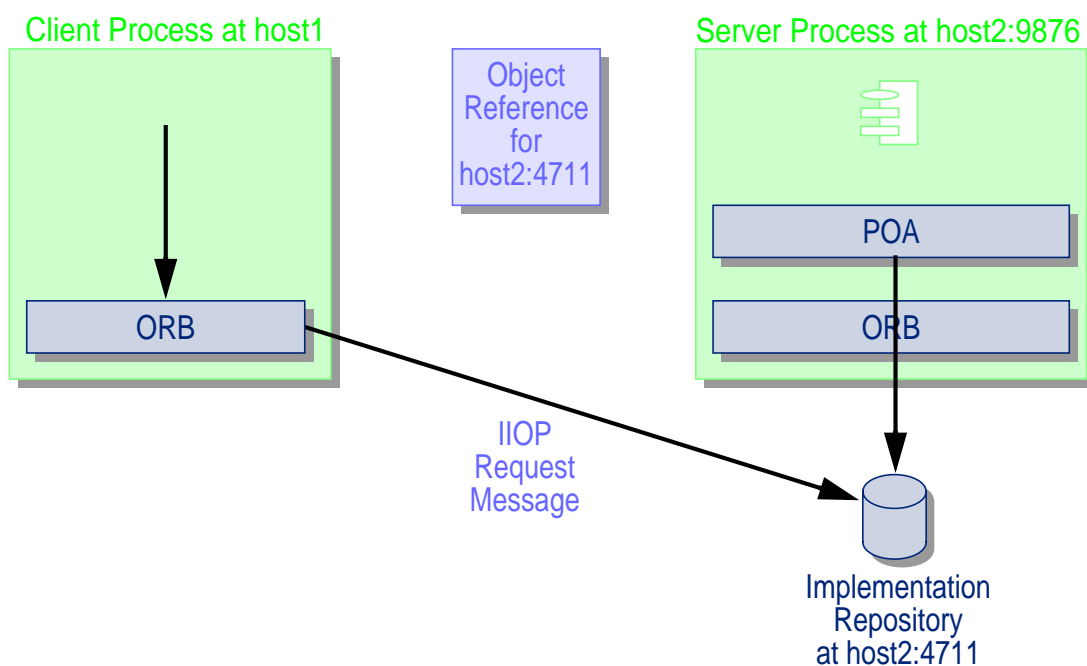 Client Process at host1
Server Process at host2:9876
Object
Reference
for
host2:4711
POA
ORB
ORB
IIOP
Request
Message
Implementation
Repository
at host2:4711